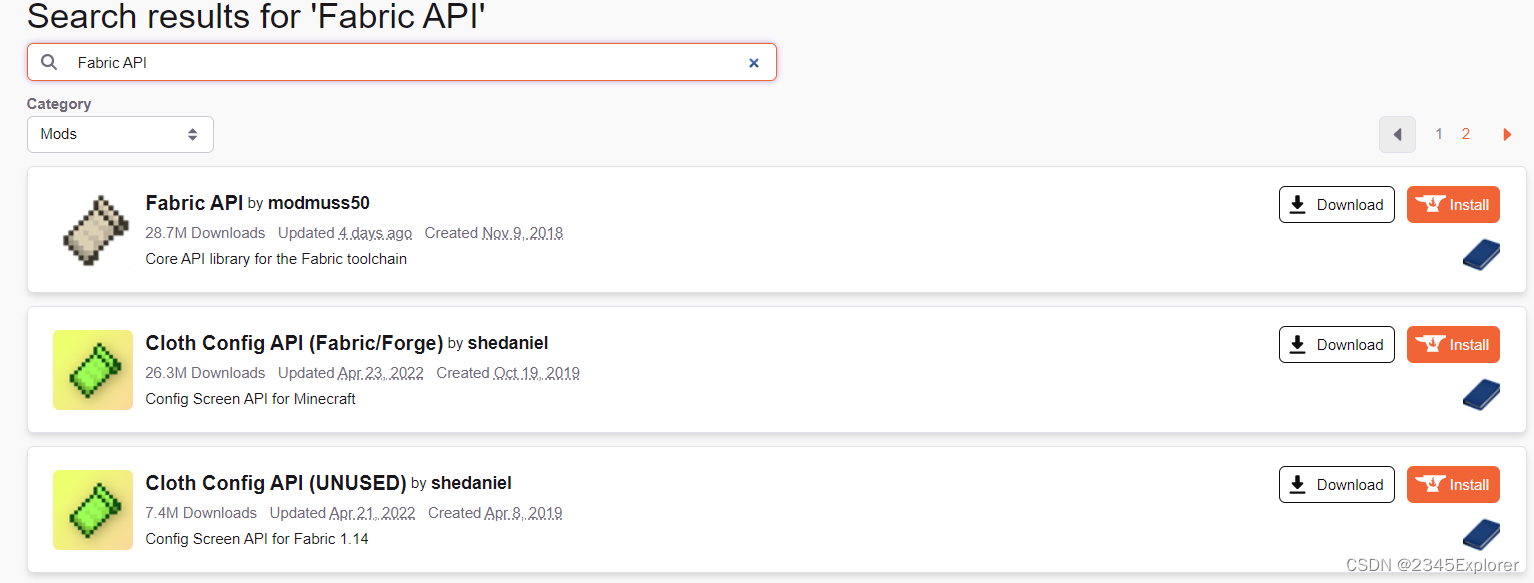 Search results for 'Fabric API'
Fabric API
Category
Mods
1 2
Fabric API by modmuss50
Download Install
28.7M Downloads Updated 4 days ago Created Nov 9, 2018
Core API library for the Fabric toolchain
Cloth Config API (Fabric/Forge) by shedaniel
Download Install
26.3M Downloads Updated Apr 23, 2022 Created Oct 19, 2019
Config Screen API for Minecraft
Cloth Config API (UNUSED) by shedaniel
Download Install
7.4M Downloads Updated Apr 21, 2022 Created Apr 8, 2019
Config Screen API for Fabric 1.14
CSDN @2345Explorer